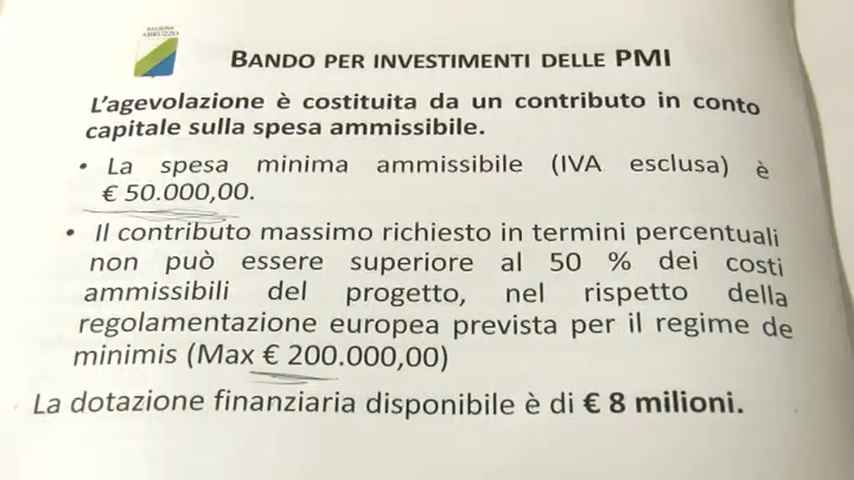 REGIONE
ABRUZZO
BANDO PER INVESTIMENTI DELLE PMI
L'agevolazione è costituita da un contributo in conto
capitale sulla spesa ammissibile.
• La spesa minima ammissibile (IVA esclusa) è
€ 50.000,00.
• Il contributo massimo richiesto in termini percentuali
non può essere superiore al 50 % dei costi
ammissibili del progetto, nel rispetto della
regolamentazione europea prevista per il regime de
minimis (Max € 200.000,00)
La dotazione finanziaria disponibile è di € 8 milioni.